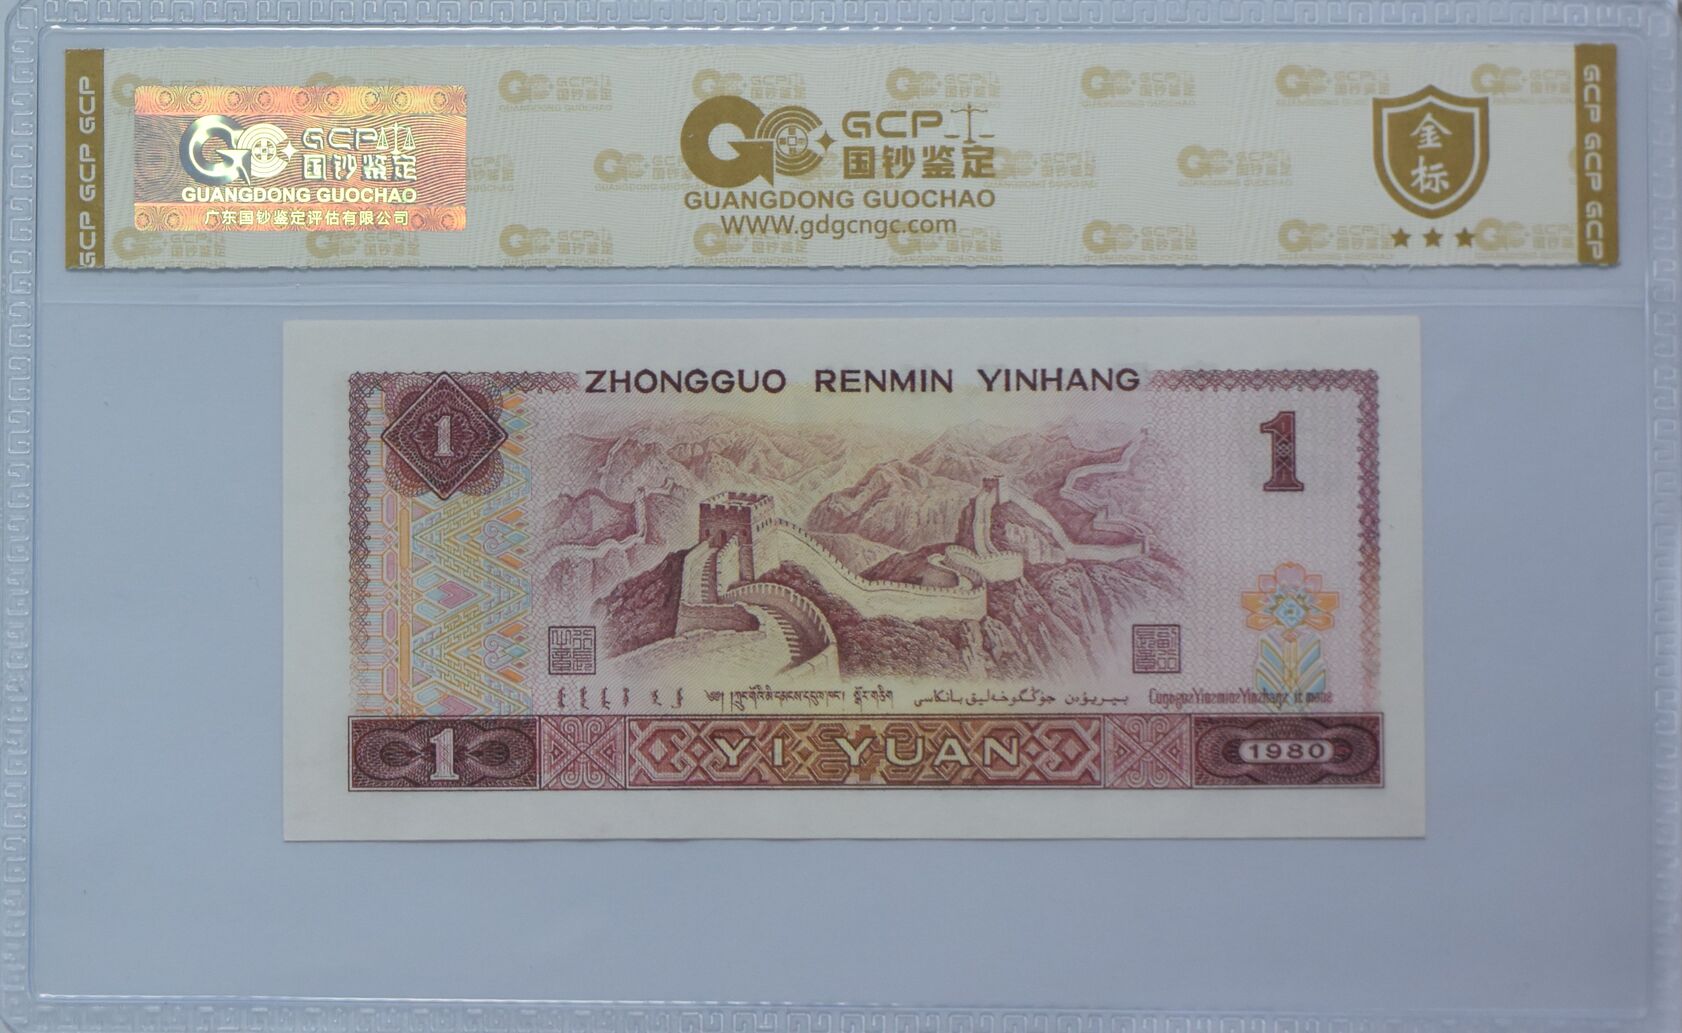 GCP GCP GCP
GCP
国钞鉴定
GUANGDONG GUOCHAO
广东国钞鉴定评估有限公司
GCP
国钞鉴定
GUANGDONG GUOCHAO
WWW.gdgcngc.com
金
标
GCP GCP GCP
ZHONGGUO RENMIN YINHANG
1
1
1
YI YUAN
1980